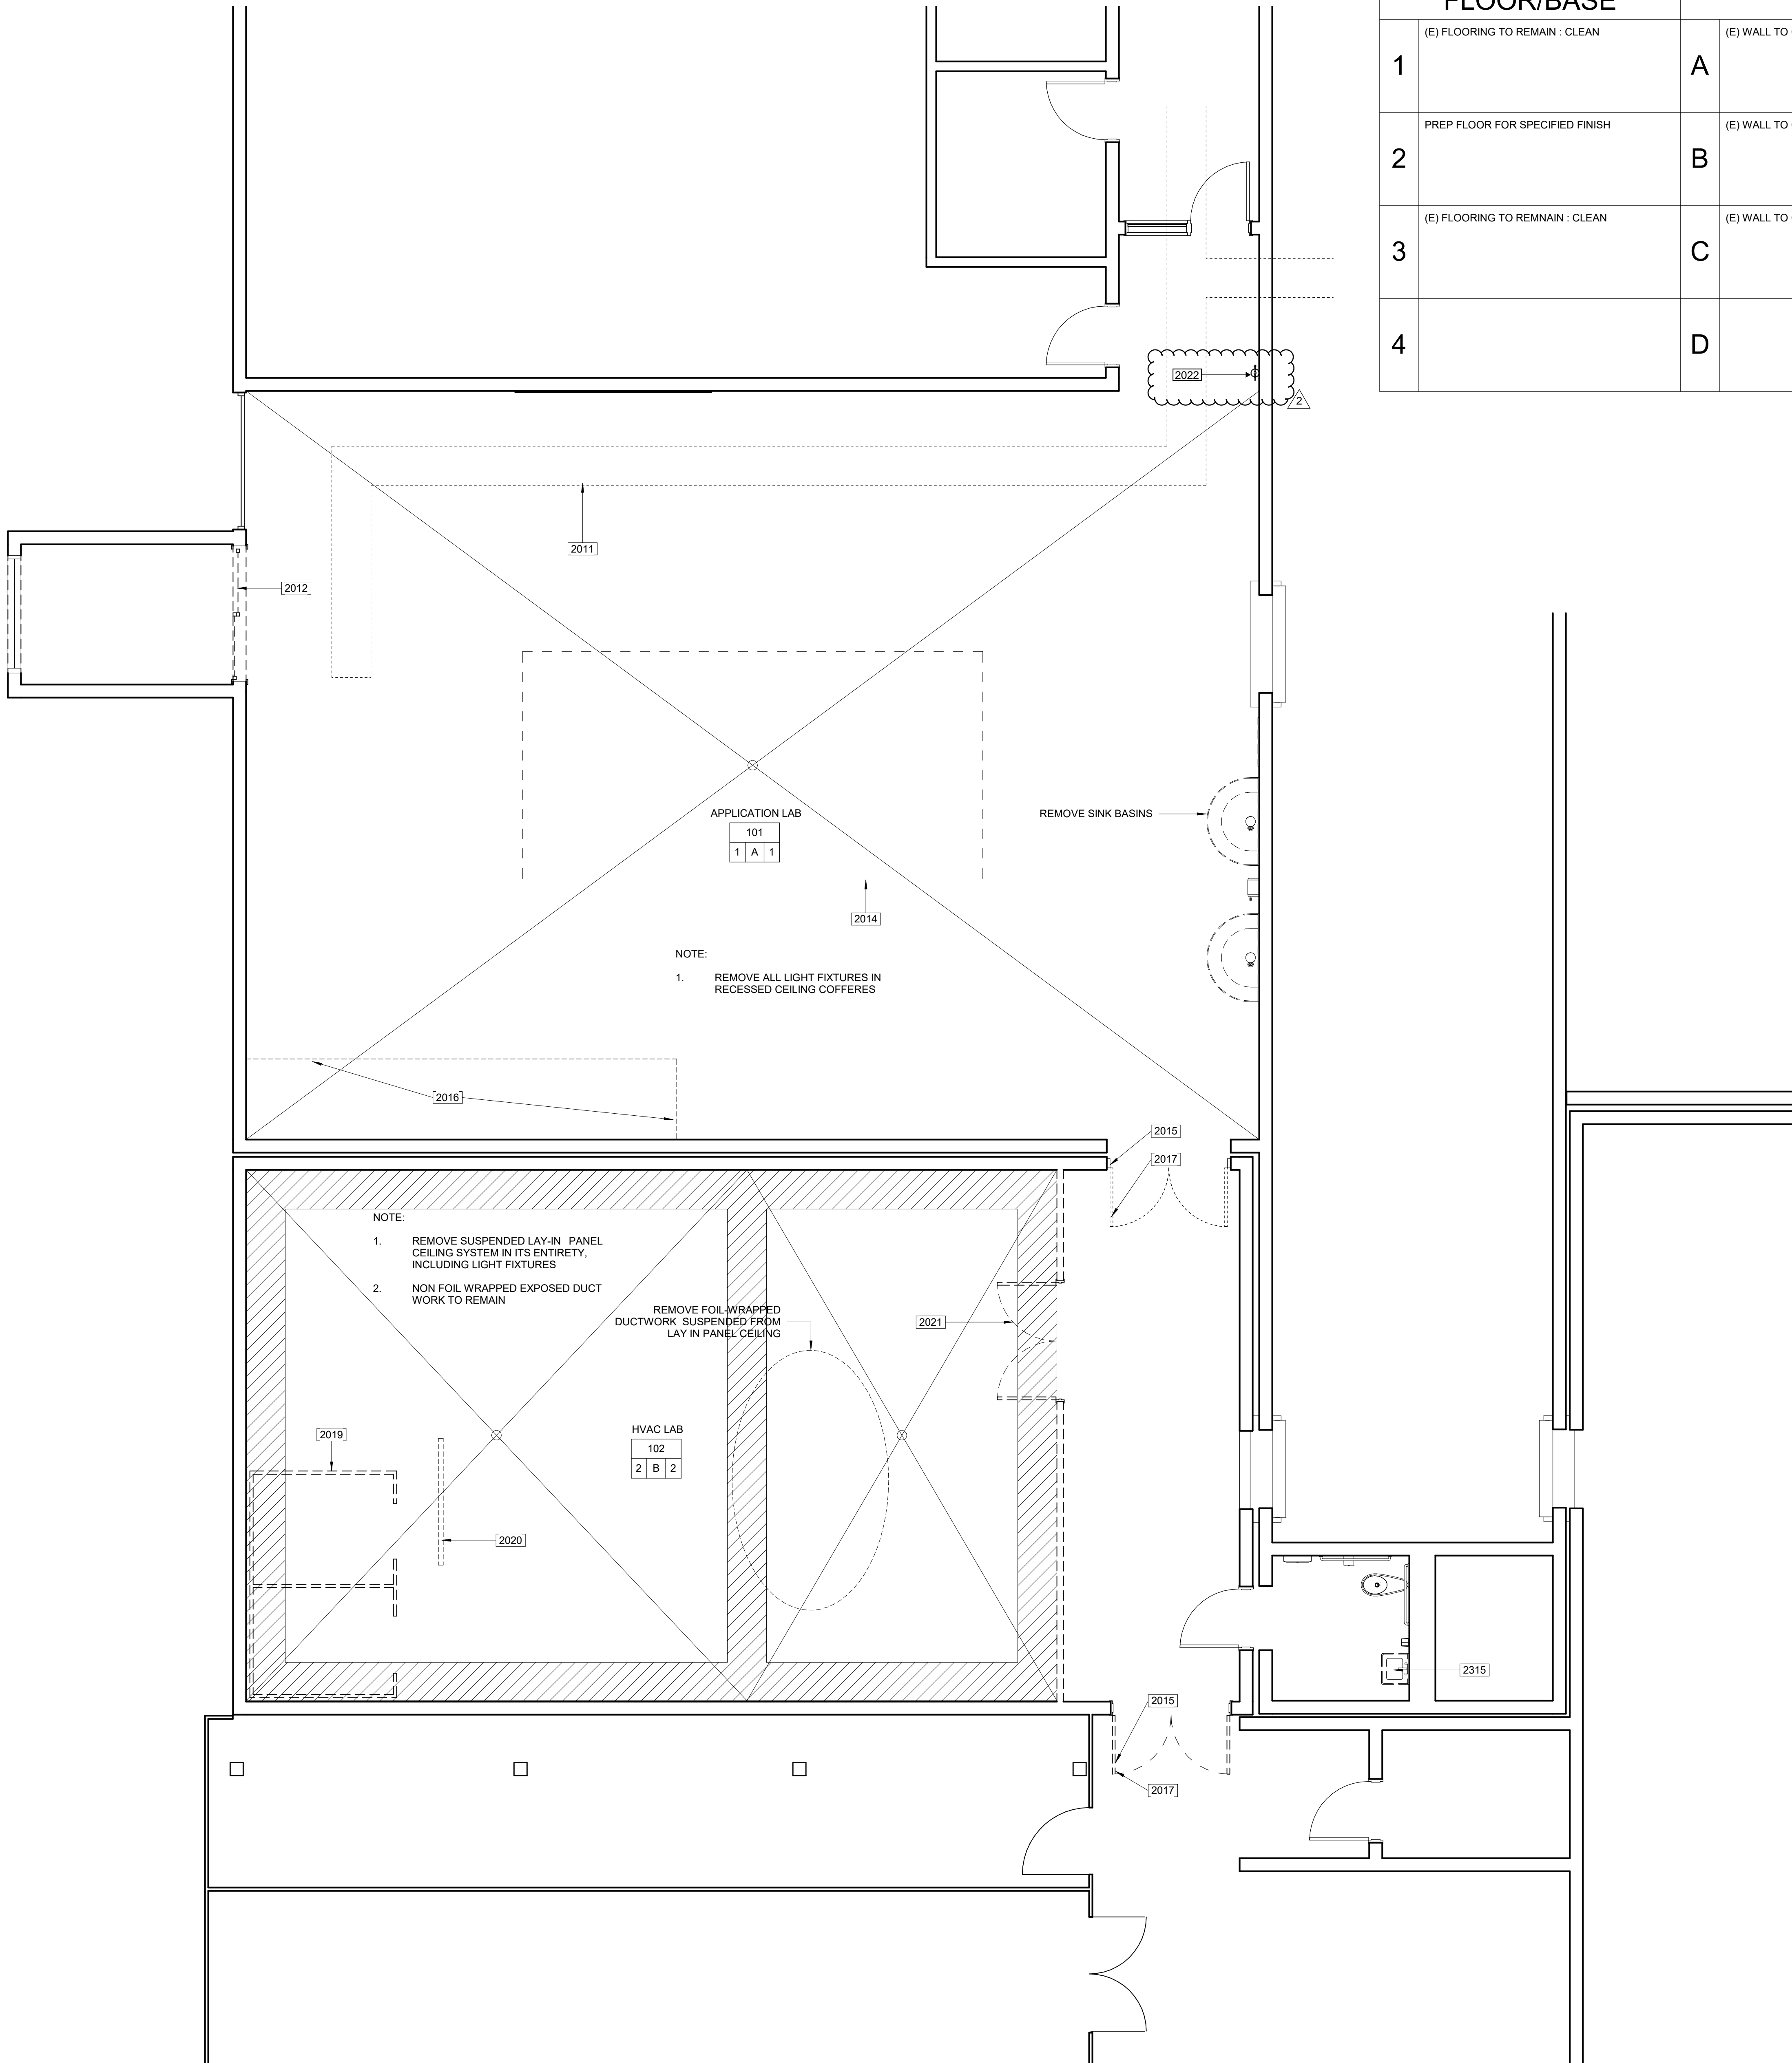 FLOOR/BASE
1
(E) FLOORING TO REMAIN : CLEAN
A
(E) WALL TO
2
PREP FLOOR FOR SPECIFIED FINISH
B
(E) WALL TO
3
(E) FLOORING TO REMNAIN : CLEAN
C
(E) WALL TO
4
D
2022
2
2011
2012
APPLICATION LAB
101
1 A 1
REMOVE SINK BASINS
2014
NOTE:
1. REMOVE ALL LIGHT FIXTURES IN
RECESSED CEILING COFFERES
2016
2015
2017
NOTE:
1. REMOVE SUSPENDED LAY-IN PANEL
CEILING SYSTEM IN ITS ENTIRETY,
INCLUDING LIGHT FIXTURES
2. NON FOIL WRAPPED EXPOSED DUCT
WORK TO REMAIN
REMOVE FOIL-WRAPPED
DUCTWORK SUSPENDED FROM
LAY IN PANEL CEILING
2021
2019
HVAC LAB
102
2 B 2
2020
2315
2015
2017